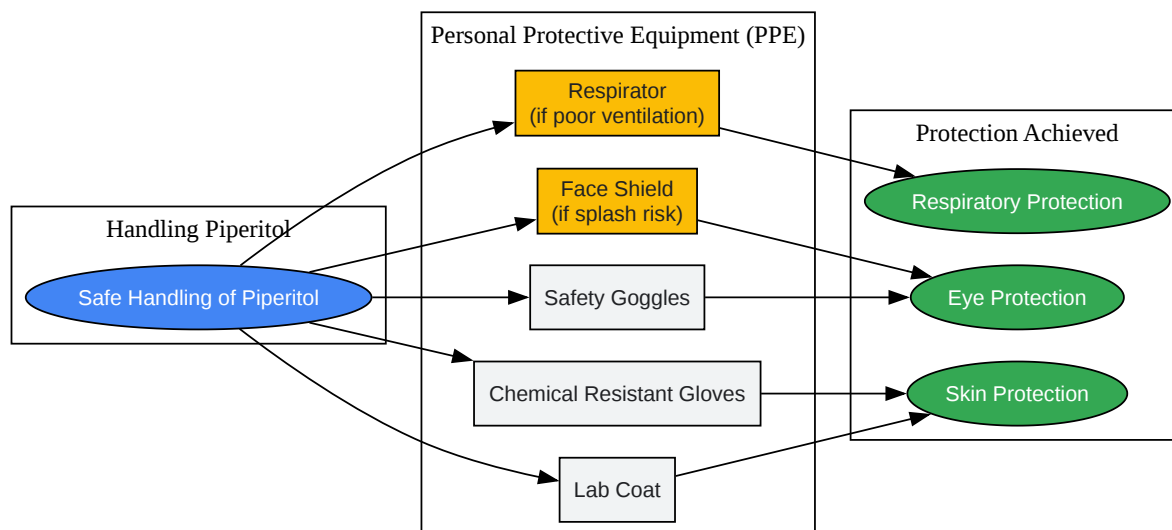 Personal Protective Equipment (PPE)
Respirator
(if poor ventilation)
Protection Achieved
Face Shield
(if splash risk)
Respiratory Protection
Handling Piperitol
Safe Handling of Piperitol
Safety Goggles
Eye Protection
Chemical Resistant Gloves
Skin Protection
Lab Coat